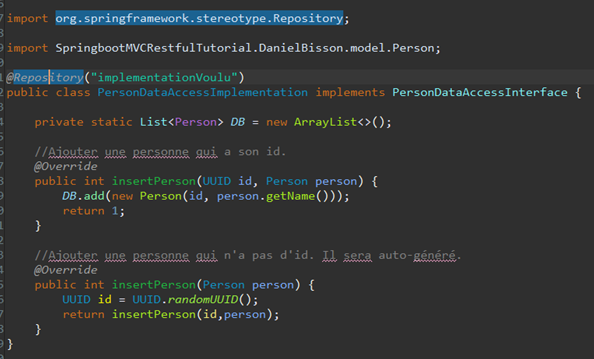 import org.springframework.stereotype.Repository;
import SpringbootMVCRestfulTutorial.DanielBisson.model.Person;
@Repository("implementationVoulu")
public class PersonDataAccessImplementation implements PersonDataAccessInterface {
private static List<Person> DB = new ArrayList<>();
//Ajouter une personne qui a son id.
@Override
public int insertPerson(UUID id, Person person) {
DB.add(new Person(id, person.getName()));
return 1;
}
//Ajouter une personne qui n'a pas d'id. Il sera auto-généré.
@Override
public int insertPerson(Person person) {
UUID id = UUID.randomUUID();
return insertPerson(id,person);
}
}